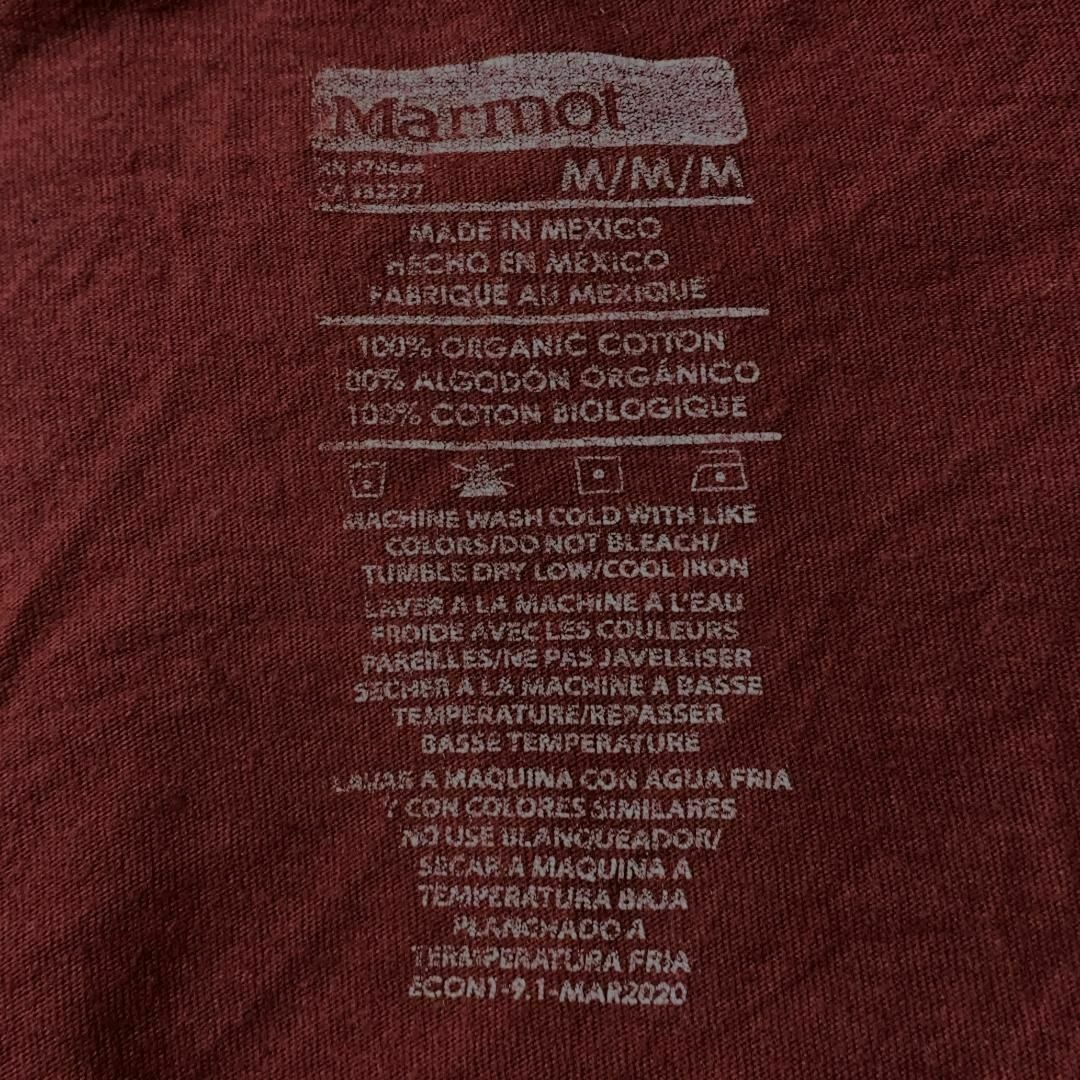 Marmot
M/M/M
MADE IN MEXICO
HECHO EN MÉXICO
FABRIQUE AU MEXIQUE
100% ORGANIC COTTON
100% ALGODÓN ORGÁNICO
100% COTON BIOLOGIQUE
MACHINE WASH COLD WITH LIKE
COLORS/DO NOT BLEACH/
TUMBLE DRY LOW/COOL IRON
LAVER A LA MACHINE A L'EAU
FROIDE AVEC LES COULEURS
PAREILLES/NE PAS JAVELLISER
SECHER A LA MACHINE A BASSE
TEMPERATURE/REPASSER
BASSE TEMPERATURE
LAVAR A MAQUINA CON AGUA FRIA
Y CON COLORES SIMILARES
NO USE BLANQUEADOR/
SECAR A MAQUINA A
TEMPERATURA BAJA
PLANCHADO A
TEMPERATURA FRIA
ECON1-9.1-MAR2020